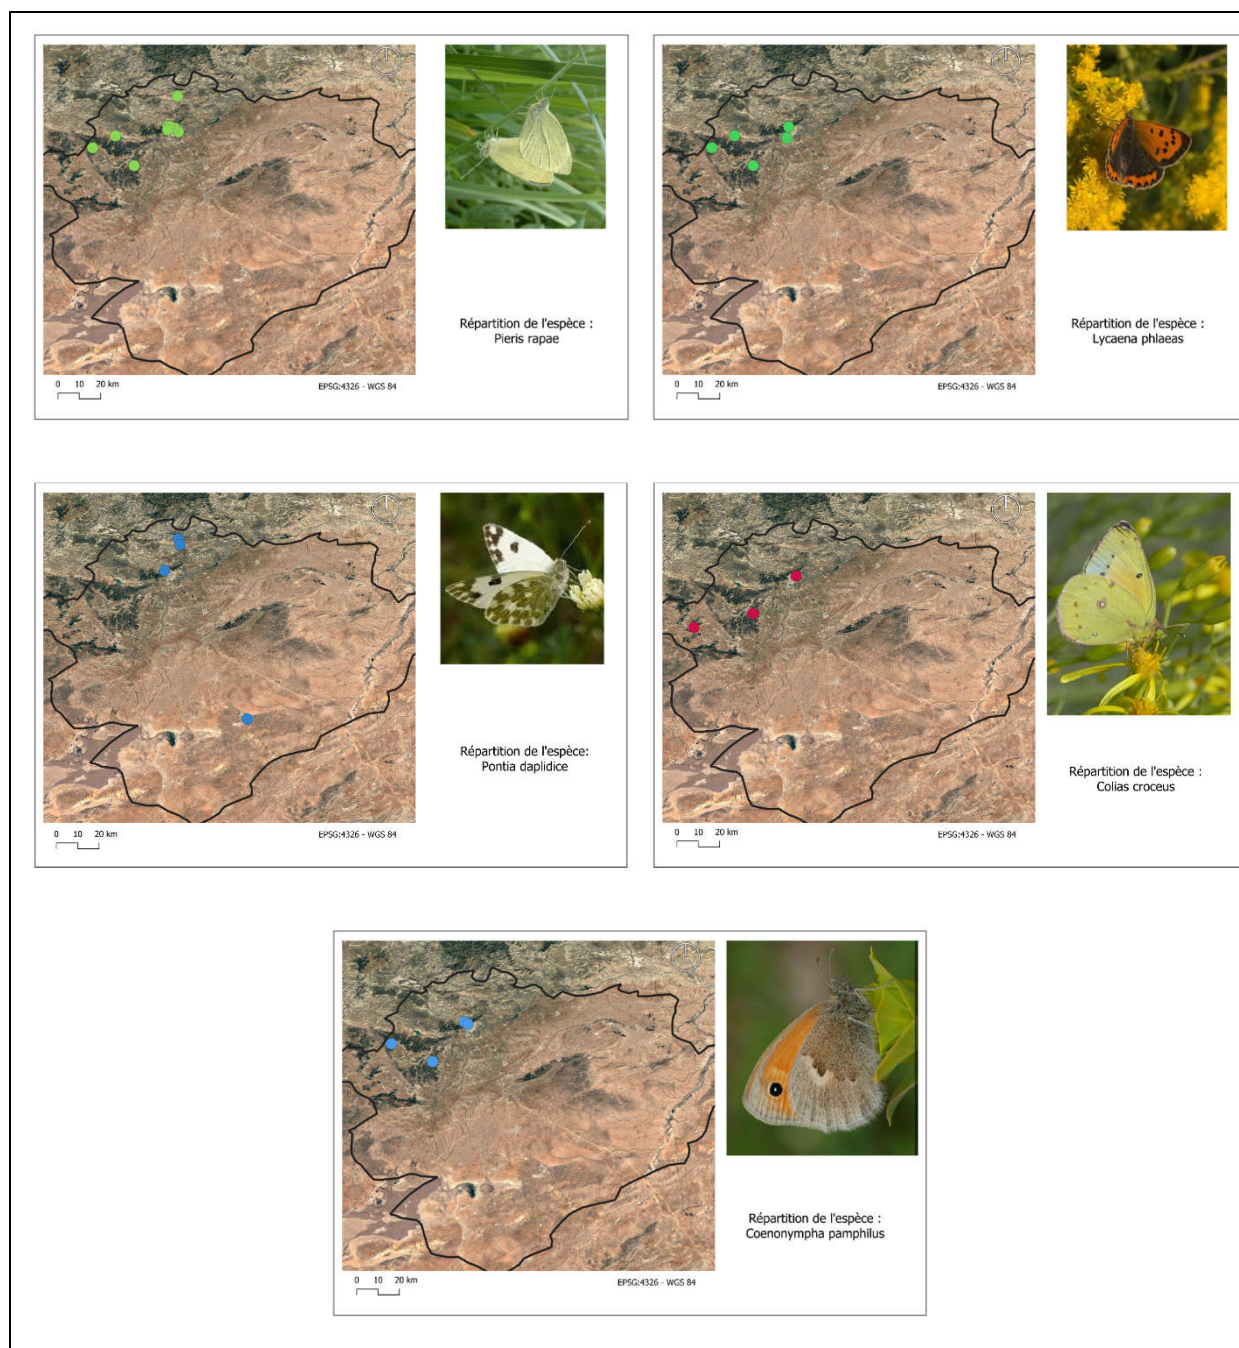 Répartition de l'espèce :
Pieris rapae
0 10 20 km
EPSG:4326 - WGS 84
Répartition de l'espèce :
Lycaena phlaeas
0 10 20 km
EPSG:4326 - WGS 84
Répartition de l'espèce:
Pontia daplidice
0 10 20 km
EPSG:4326 - WGS 84
Répartition de l'espèce :
Colias croceus
0 10 20 km
EPSG:4326 - WGS 84
Répartition de l'espèce :
Coenonympha pamphilus
0 10 20 km
EPSG:4326 - WGS 84